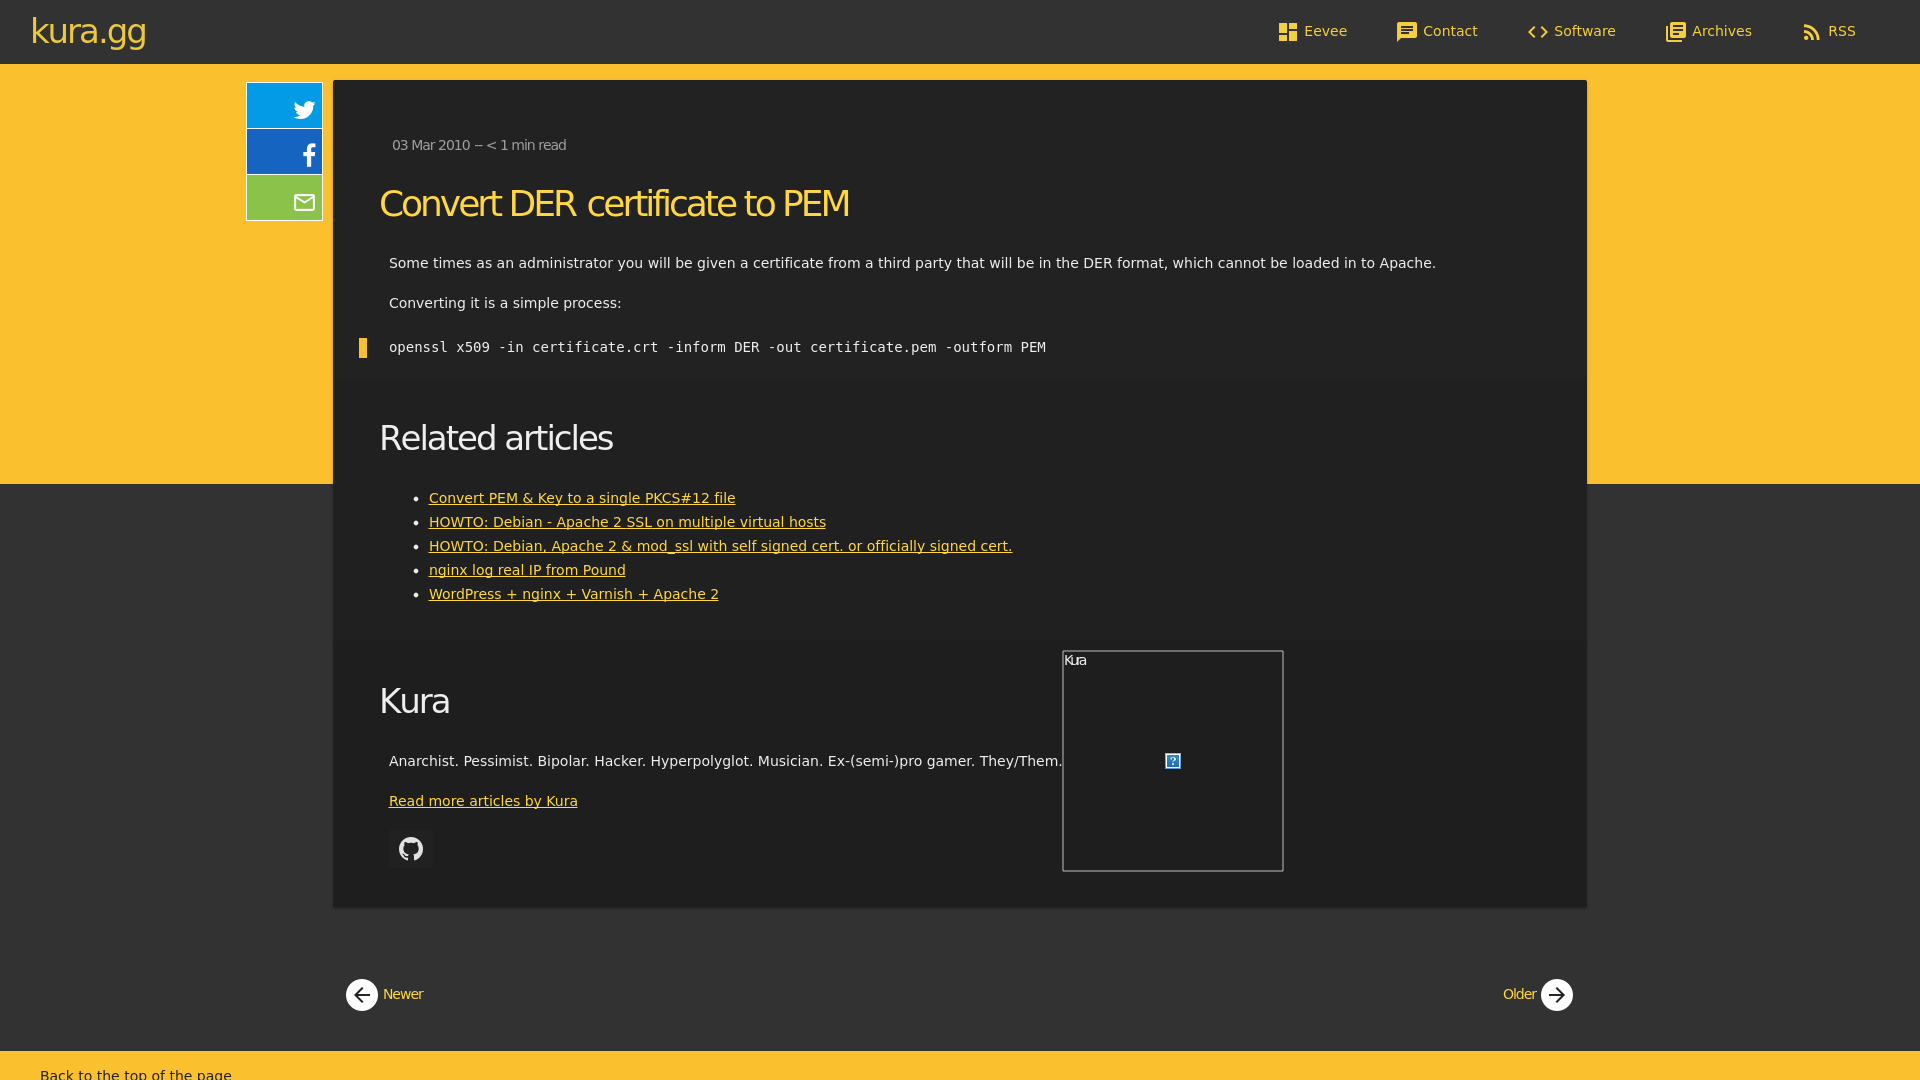 kura.gg
Eevee
Contact
Software
Archives
RSS
03 Mar 2010 -- < 1 min read
Convert DER certificate to PEM
Some times as an administrator you will be given a certificate from a third party that will be in the DER format, which cannot be loaded in to Apache.
Converting it is a simple process:
openssl x509 -in certificate.crt -inform DER -out certificate.pem -outform PEM
Related articles
Convert PEM & Key to a single PKCS#12 file
HOWTO: Debian - Apache 2 SSL on multiple virtual hosts
HOWTO: Debian, Apache 2 & mod_ssl with self signed cert. or officially signed cert.
nginx log real IP from Pound
WordPress + nginx + Varnish + Apache 2
Kura
Kura
Anarchist. Pessimist. Bipolar. Hacker. Hyperpolyglot. Musician. Ex-(semi-)pro gamer. They/Them.
Read more articles by Kura
Newer
Older
Back to the top of the page